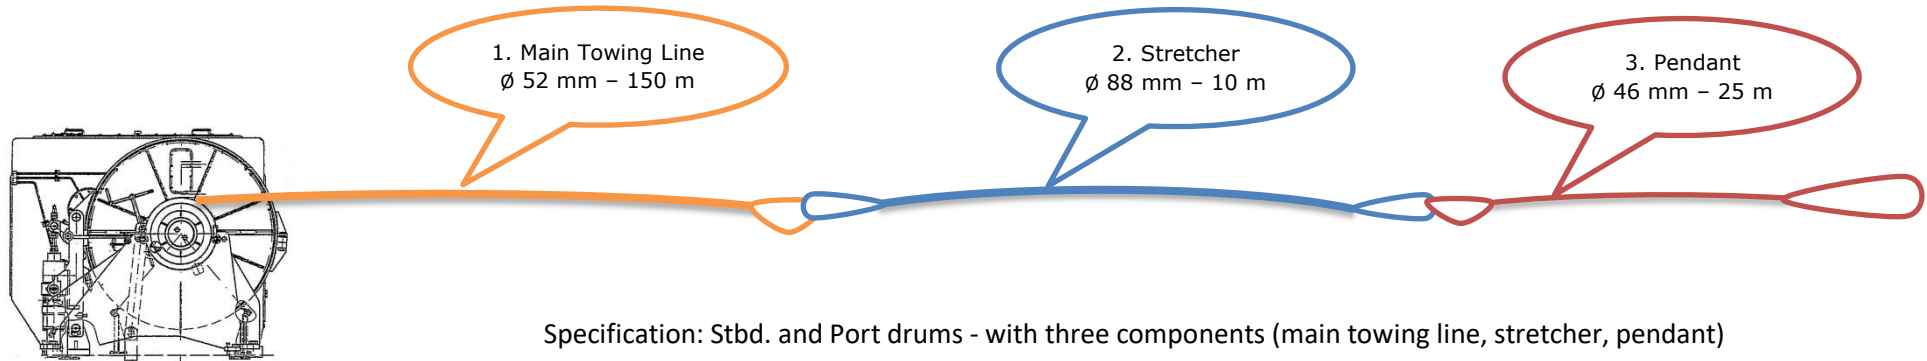 1. Main Towing Line
Ø 52 mm – 150 m
2. Stretcher
Ø 88 mm – 10 m
3. Pendant
Ø 46 mm – 25 m
Specification: Stbd. and Port drums - with three components (main towing line, stretcher, pendant)